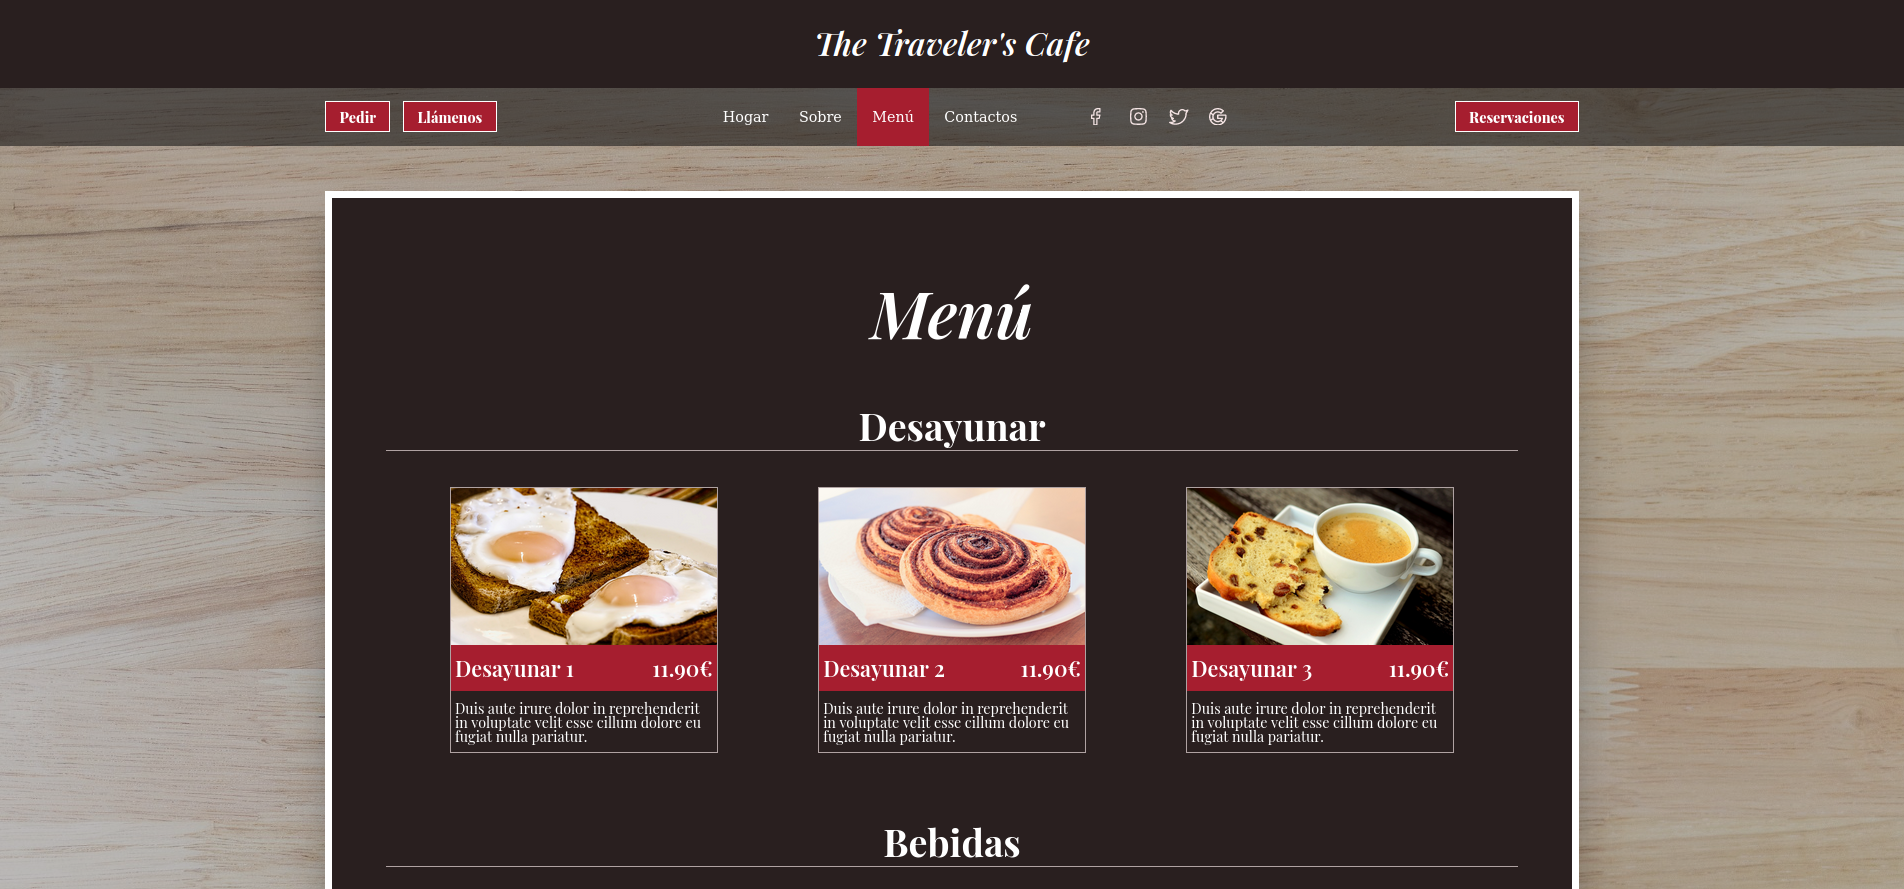 The Traveler's Cafe
Pedir
Llámenos
Hogar
Sobre
Menú
Contactos
Reservaciones
Menú
Desayunar
Desayunar 1
11.90€
Duis aute irure dolor in reprehenderit
in voluptate velit esse cillum dolore eu
fugiat nulla pariatur.
Desayunar 2
11.90€
Duis aute irure dolor in reprehenderit
in voluptate velit esse cillum dolore eu
fugiat nulla pariatur.
Desayunar 3
11.90€
Duis aute irure dolor in reprehenderit
in voluptate velit esse cillum dolore eu
fugiat nulla pariatur.
Bebidas